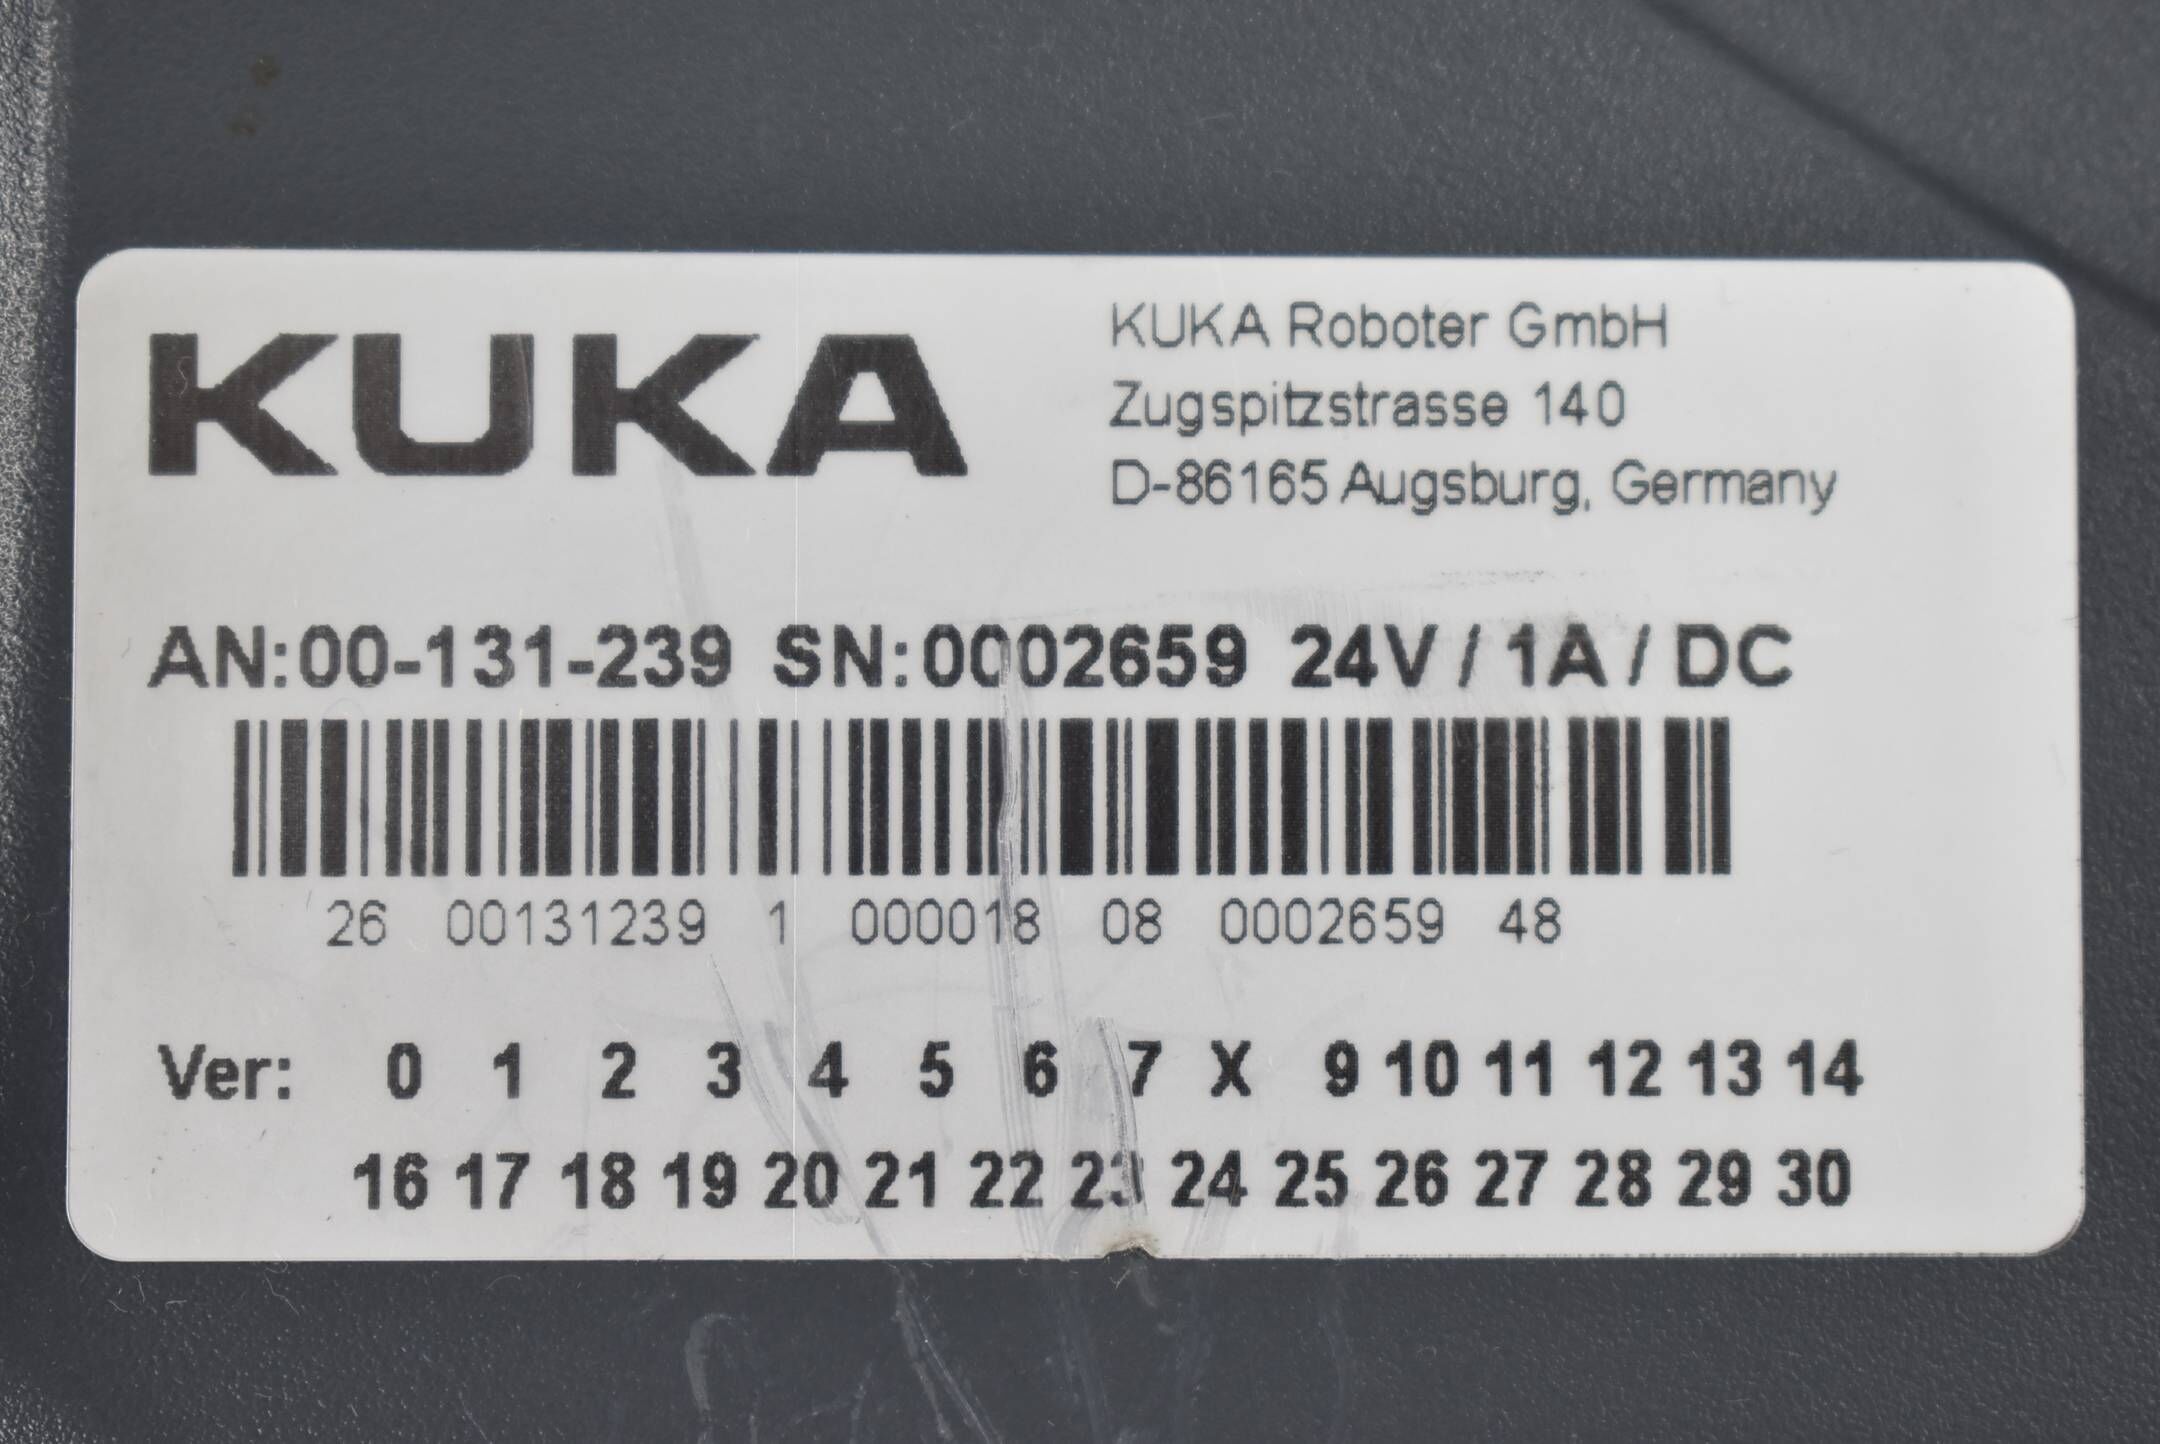 KUKA
KUKA Roboter GmbH
Zugspitzstrasse 140
D-86165 Augsburg, Germany
AN:00-131-239 SN:0002659 24V / 1A / DC
26 00131239 1 000018 08 0002659 48
Ver: 0 1 2 3 4 5 6 7 X 9 10 11 12 13 14
16 17 18 19 20 21 22 23 24 25 26 27 28 29 30